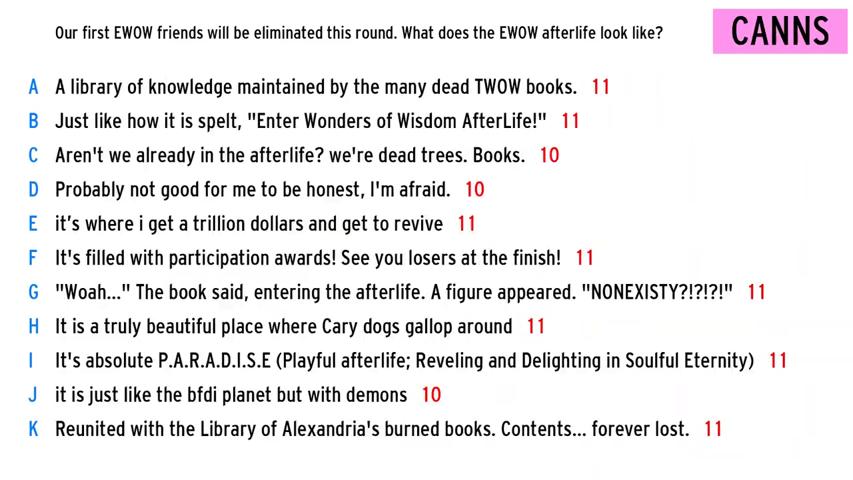 Our first EWOW friends will be eliminated this round. What does the EWOW afterlife look like?
CANNS
A A library of knowledge maintained by the many dead TWOW books. 11
B Just like how it is spelt, "Enter Wonders of Wisdom AfterLife!" 11
C Aren't we already in the afterlife? we're dead trees. Books. 10
D Probably not good for me to be honest, I'm afraid. 10
E it's where i get a trillion dollars and get to revive 11
F It's filled with participation awards! See you losers at the finish! 11
G "Woah..." The book said, entering the afterlife. A figure appeared. "NONEXISTY?!?!?!" 11
H It is a truly beautiful place where Cary dogs gallop around 11
I It's absolute P.A.R.A.D.I.S.E (Playful afterlife; Reveling and Delighting in Soulful Eternity) 11
J it is just like the bfdi planet but with demons 10
K Reunited with the Library of Alexandria's burned books. Contents... forever lost. 11